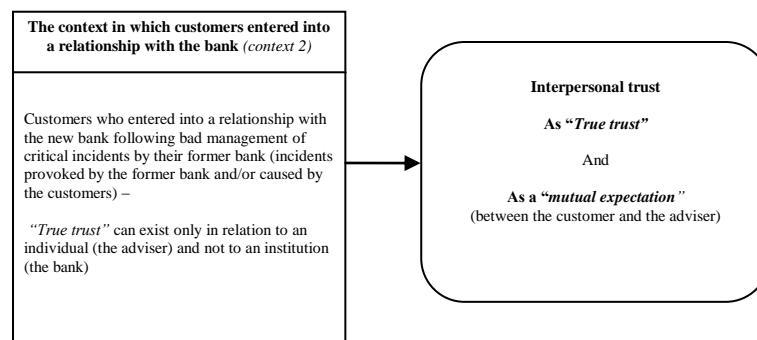 The context in which customers entered into
a relationship with the bank (context 2)
Customers who entered into a relationship with
the new bank following bad management of
critical incidents by their former bank (incidents
provoked by the former bank and/or caused by
the customers) –
“True trust” can exist only in relation to an
individual (the adviser) and not to an institution
(the bank)
Interpersonal trust
As “True trust”
And
As a “mutual expectation”
(between the customer and the adviser)